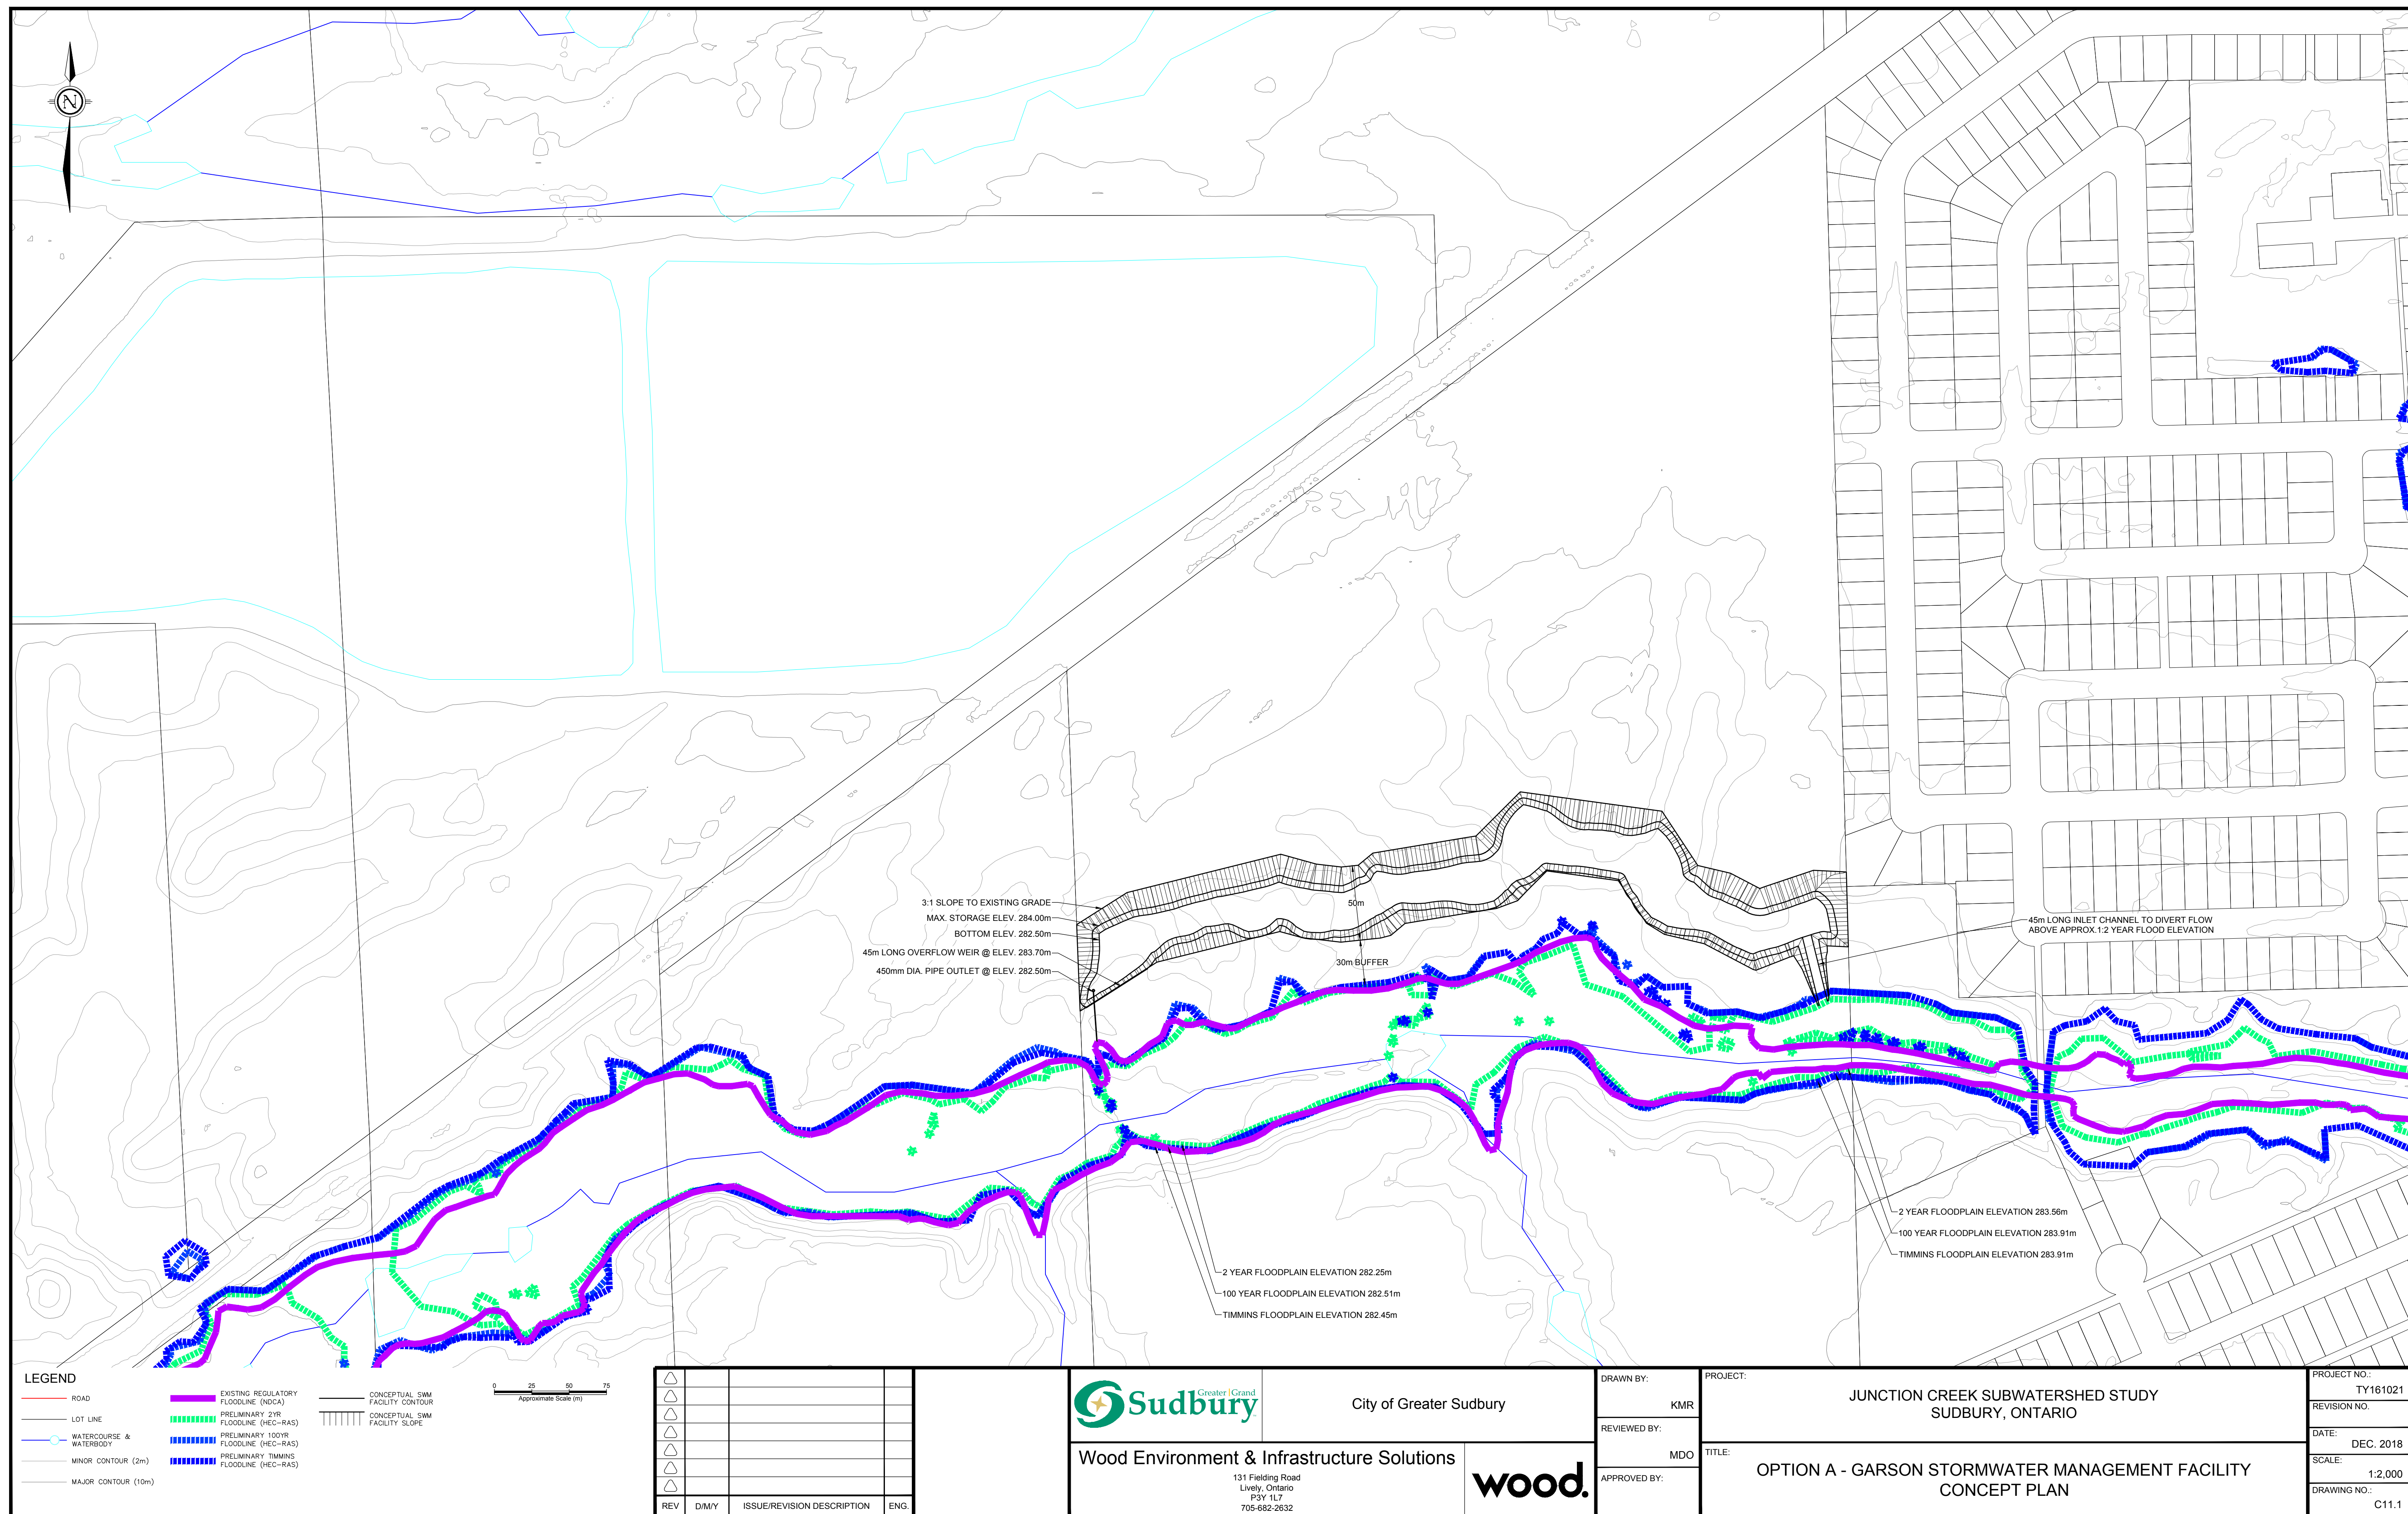 N
3:1 SLOPE TO EXISTING GRADE
MAX. STORAGE ELEV. 284.00m
BOTTOM ELEV. 282.50m
45m LONG OVERFLOW WEIR @ ELEV. 283.70m
450mm DIA. PIPE OUTLET @ ELEV. 282.50m
50m
30m BUFFER
45m LONG INLET CHANNEL TO DIVERT FLOW
ABOVE APPROX.1:2 YEAR FLOOD ELEVATION
2 YEAR FLOODPLAIN ELEVATION 283.56m
100 YEAR FLOODPLAIN ELEVATION 283.91m
TIMMINS FLOODPLAIN ELEVATION 283.91m
2 YEAR FLOODPLAIN ELEVATION 282.25m
100 YEAR FLOODPLAIN ELEVATION 282.51m
TIMMINS FLOODPLAIN ELEVATION 282.45m
LEGEND
ROAD
LOT LINE
WATERCOURSE &
WATERBODY
MINOR CONTOUR (2m)
MAJOR CONTOUR (10m)
EXISTING REGULATORY
FLOODLINE (NDCA)
PRELIMINARY 2YR
FLOODLINE (HEC-RAS)
PRELIMINARY 100YR
FLOODLINE (HEC-RAS)
PRELIMINARY TIMMINS
FLOODLINE (HEC-RAS)
CONCEPTUAL SWM
FACILITY CONTOUR
CONCEPTUAL SWM
FACILITY SLOPE
0 25 50 75
Approximate Scale (m)
REV D/M/Y ISSUE/REVISION DESCRIPTION ENG.
Greater | Grand
Sudbury
City of Greater Sudbury
Wood Environment & Infrastructure Solutions
131 Fielding Road
Lively, Ontario
P3Y 1L7
705-682-2632
wood.
DRAWN BY:
KMR
REVIEWED BY:
MDO
APPROVED BY:
PROJECT:
JUNCTION CREEK SUBWATERSHED STUDY
SUDBURY, ONTARIO
TITLE:
OPTION A - GARSON STORMWATER MANAGEMENT FACILITY
CONCEPT PLAN
PROJECT NO.:
TY161021
REVISION NO.
DATE:
DEC. 2018
SCALE:
1:2,000
DRAWING NO.:
C11.1